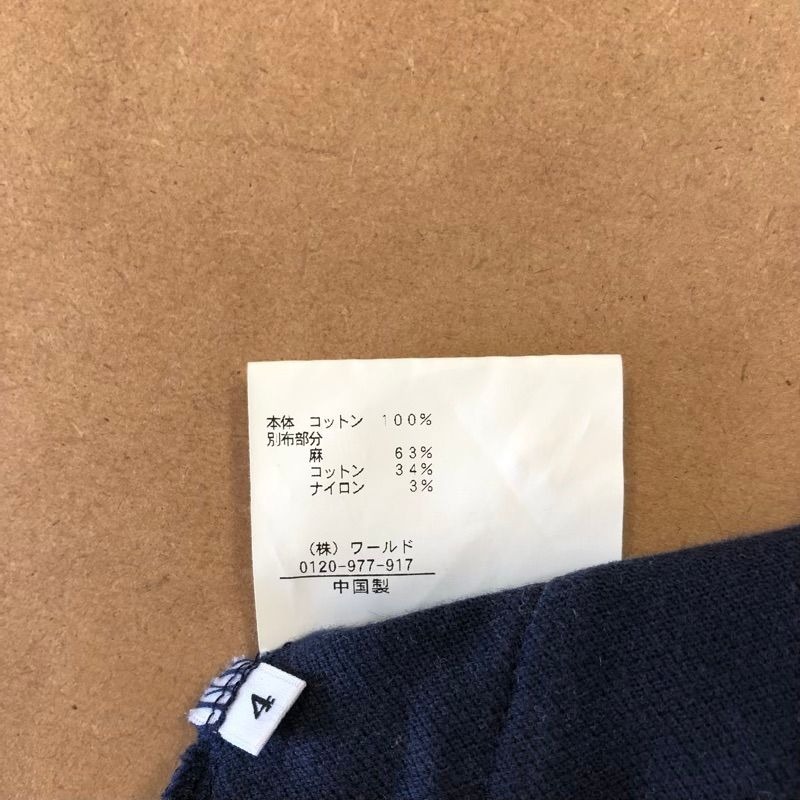 本体 コットン 100%
別布部分
麻 63%
コットン 34%
ナイロン 3%
(株) ワールド
0120-977-917
中国製
4